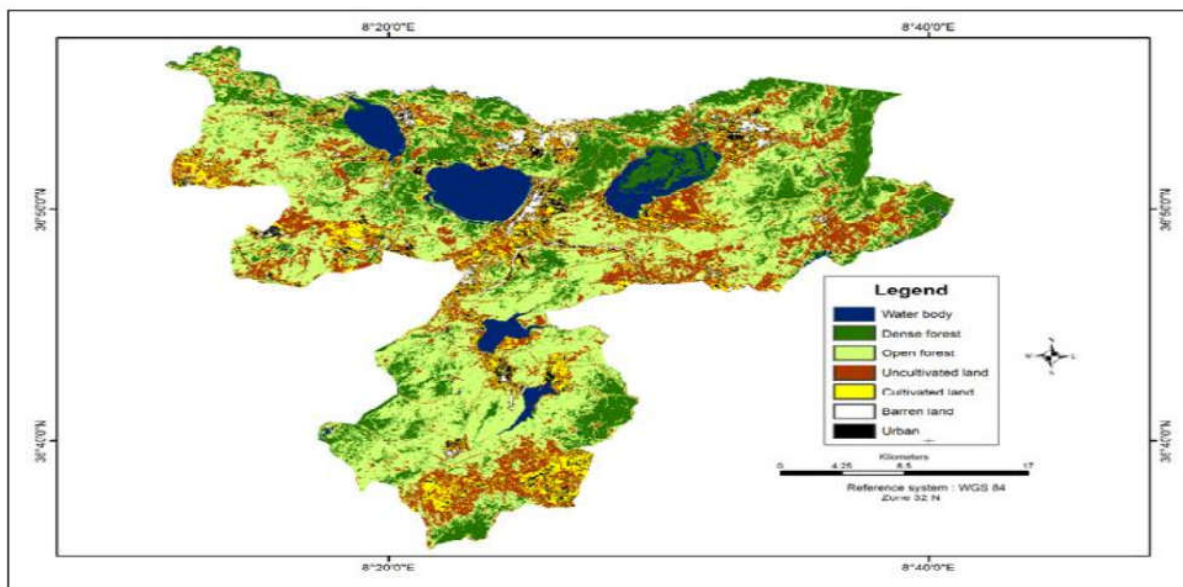 8°20'0"E 8°40'0"E
36°50'0"N 36°50'0"N
Legend
Water body
Dense forest
Open forest
Uncultivated land
Cultivated land
Barren land
Urban
36°40'0"N 36°40'0"N
Kilometers
0 4.25 8.5 17
Reference system : WGS 84
Zone 32 N
8°20'0"E 8°40'0"E